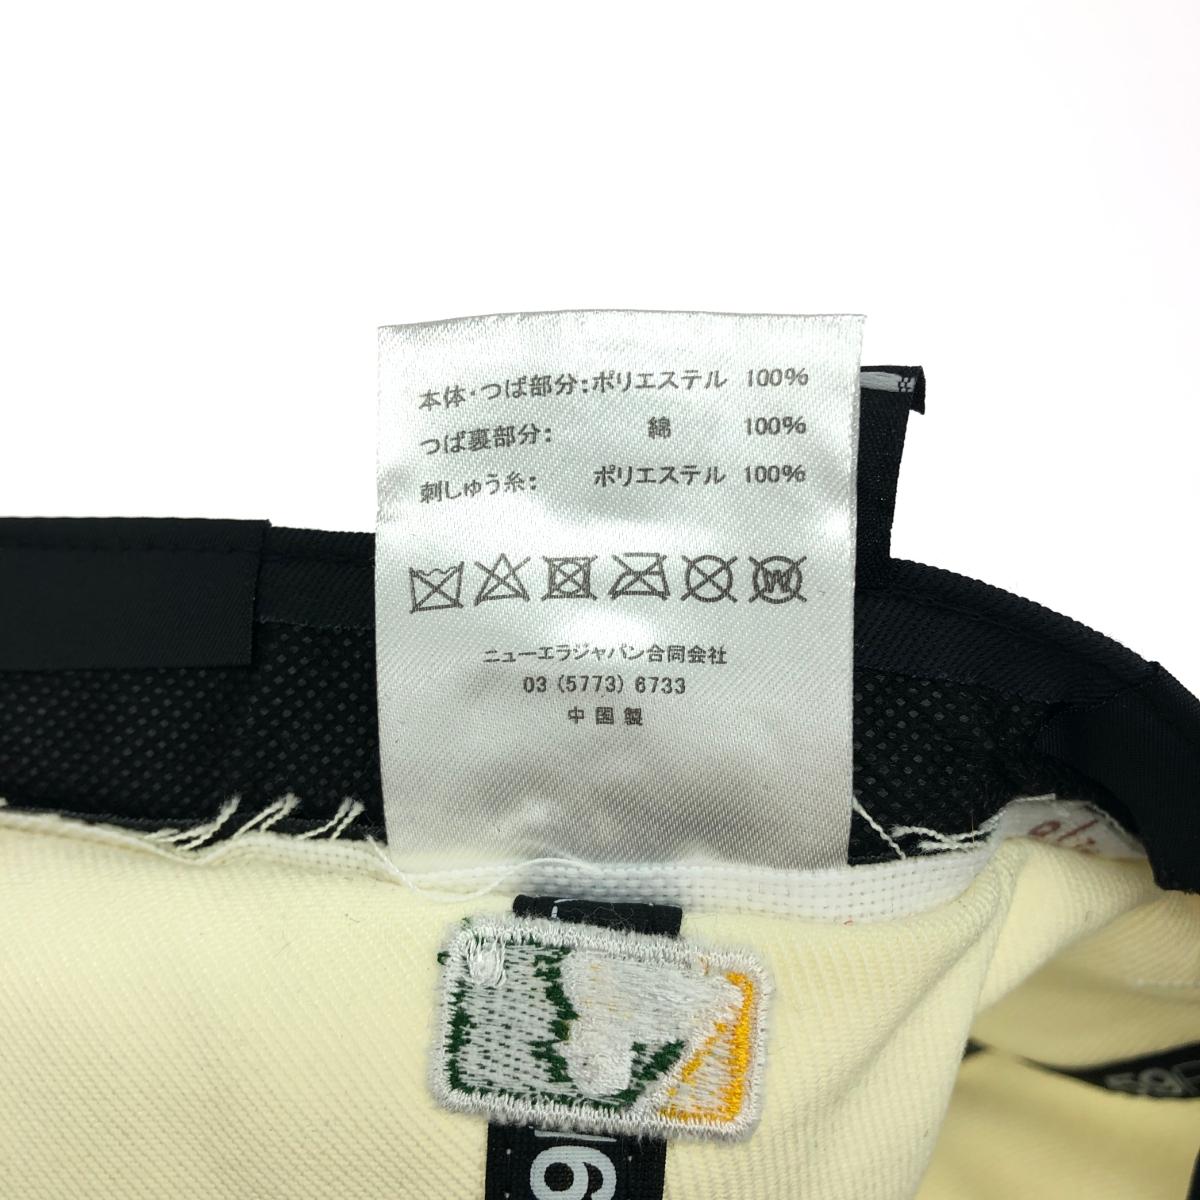 本体・つば部分:ポリエステル 100%
つば裏部分: 綿 100%
刺しゅう糸: ポリエステル 100%
ニューエラジャパン合同会社
03 (5773) 6733
中国製
59